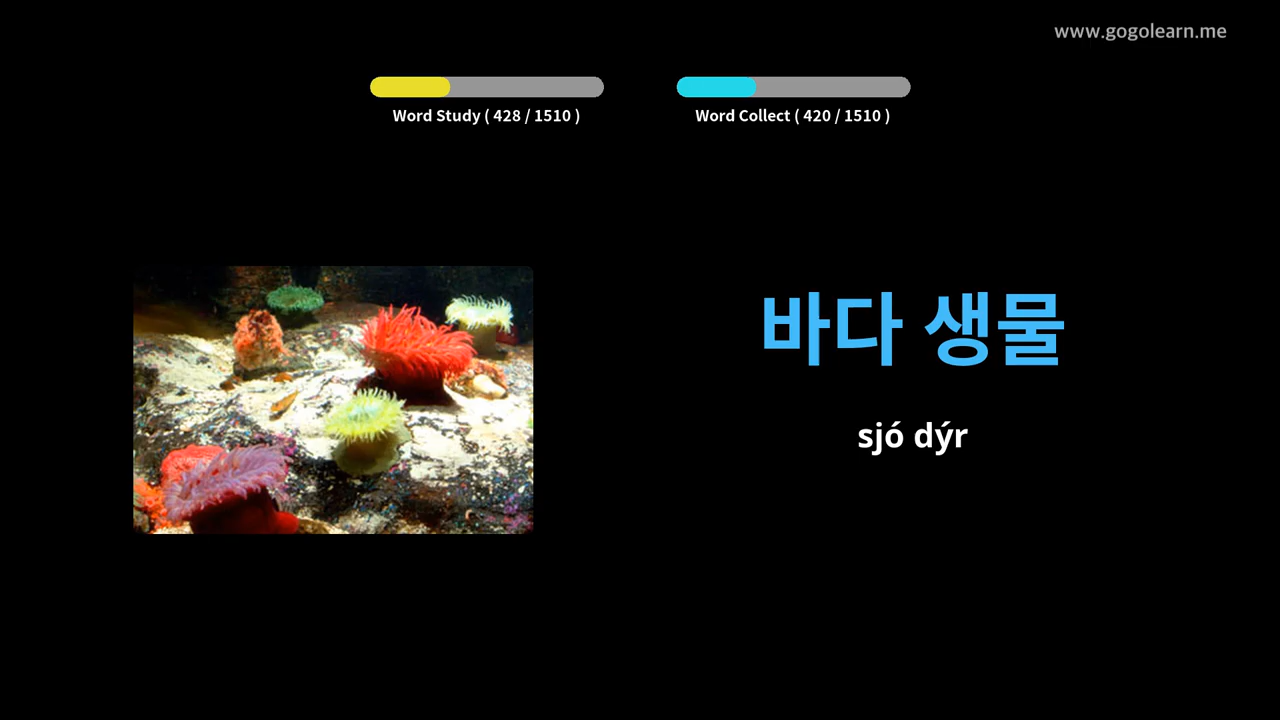 www.gogolearn.me
Word Study ( 428 / 1510 )
Word Collect ( 420 / 1510 )
바다 생물
sjó dýr